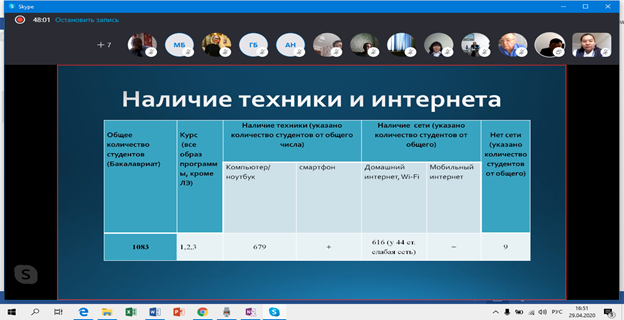 Skype
48:01 Остановить запись
+ 7
МБ
ГБ
АН
Наличие техники и интернета
Общее
количество
студентов
(Бакалавриат)
Курс
(все
образ
программ
ы, кроме
ЛЭ)
Наличие техники (указано
количество студентов от общего
числа)
Наличие сети (указано
количество студентов от
общего)
Нет сети
(указано
количество
студентов
от общего)
Компьютер/
ноутбук
смартфон
Домашний
интернет, Wi-Fi
Мобильный
интернет
1083
1,2,3
679
+
616 (у 44 ст.
слабая сеть)
–
9
РУС
16:51
29.04.2020